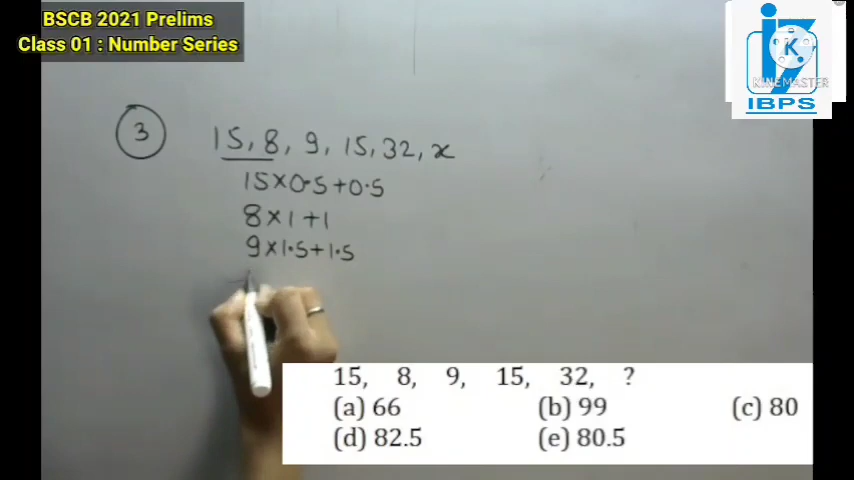 BSCB 2021 Prelims
Class 01 : Number Series
K
KINEMASTER
IBPS
3 15, 8, 9, 15, 32, x
15×0.5+0.5
8×1+1
9×1.5+1.5
15, 8, 9, 15, 32, ?
(a) 66 (b) 99 (c) 80
(d) 82.5 (e) 80.5